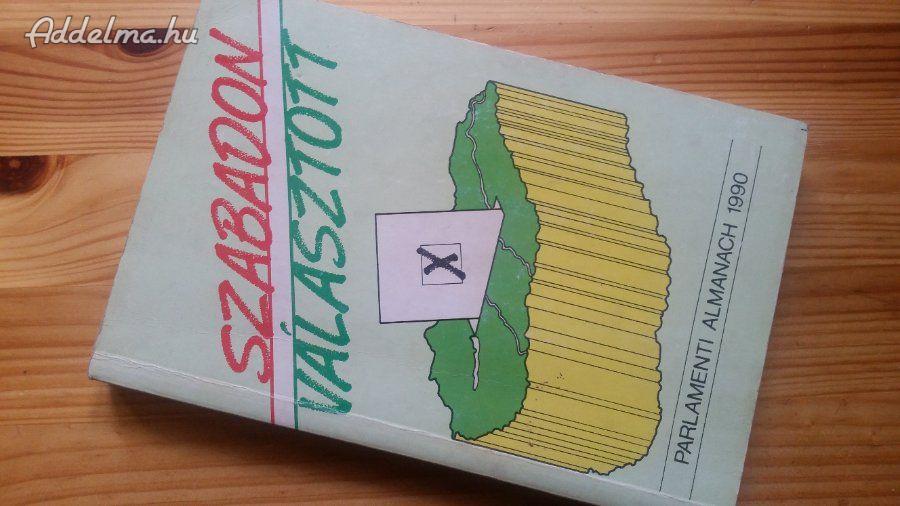 Addelma.hu
SZABADON
VÁLASZTOTT
X
PARLAMENTI ALMANACH 1990